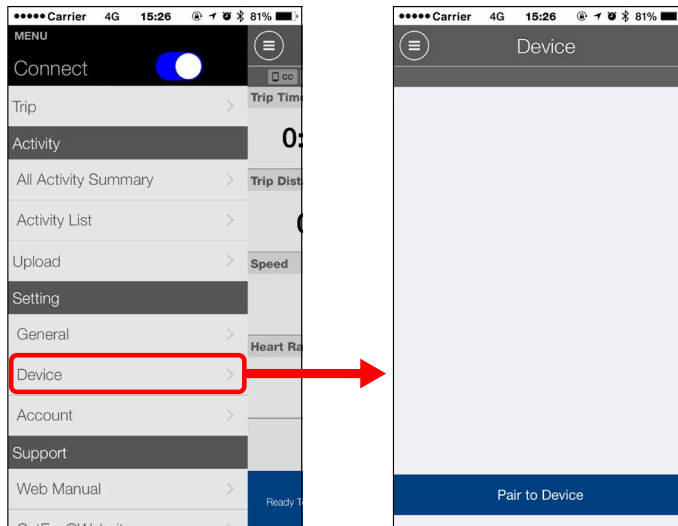 ●●●●● Carrier 4G 15:26 81%
MENU
Connect
Trip
Activity
All Activity Summary
Activity List
Upload
Setting
General
Device
Account
Support
Web Manual
CC
Trip Tim
0:
Trip Dist
Speed
Heart Ra
Ready T
●●●●● Carrier 4G 15:26 81%
Device
Pair to Device